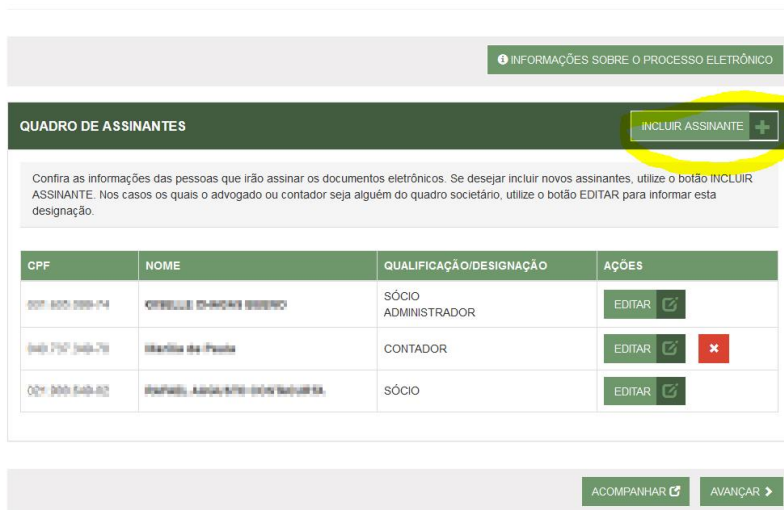 INFORMAÇÕES SOBRE O PROCESSO ELETRÔNICO
QUADRO DE ASSINANTES
INCLUIR ASSINANTE
Confira as informações das pessoas que irão assinar os documentos eletrônicos. Se desejar incluir novos assinantes, utilize o botão INCLUIR
ASSINANTE. Nos casos os quais o advogado ou contador seja alguém do quadro societário, utilize o botão EDITAR para informar esta
designação.
CPF NOME QUALIFICAÇÃO/DESIGNAÇÃO AÇÕES
SÓCIO
ADMINISTRADOR
EDITAR
CONTADOR EDITAR
SÓCIO EDITAR
ACOMPANHAR AVANÇAR